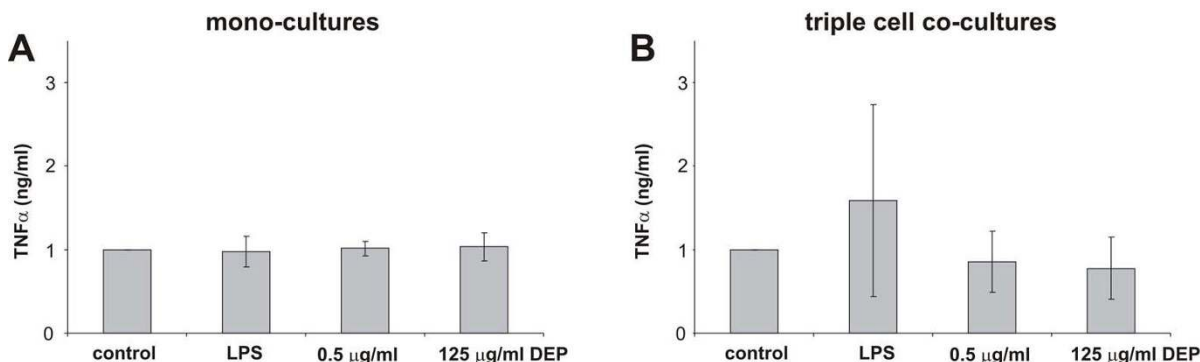 A
mono-cultures
TNFα (ng/ml)
3
2
1
0
control
LPS
0.5 μg/ml
125 μg/ml DEP
B
triple cell co-cultures
TNFα (ng/ml)
3
2
1
0
control
LPS
0.5 μg/ml
125 μg/ml DEP